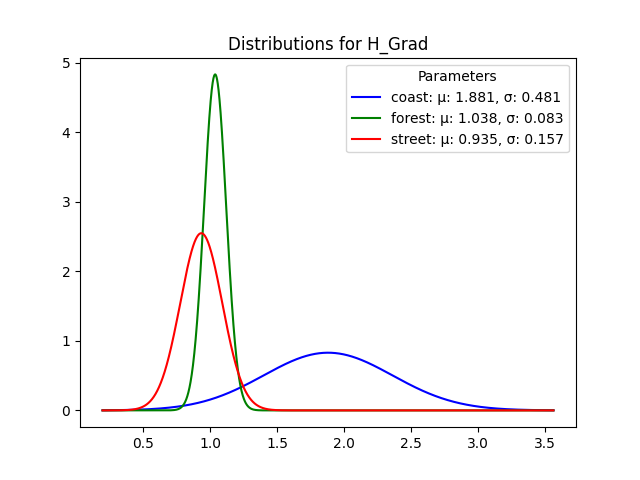 Distributions for H_Grad
Parameters
coast: μ: 1.881, σ: 0.481
forest: μ: 1.038, σ: 0.083
street: μ: 0.935, σ: 0.157
5
4
3
2
1
0
0.5 1.0 1.5 2.0 2.5 3.0 3.5